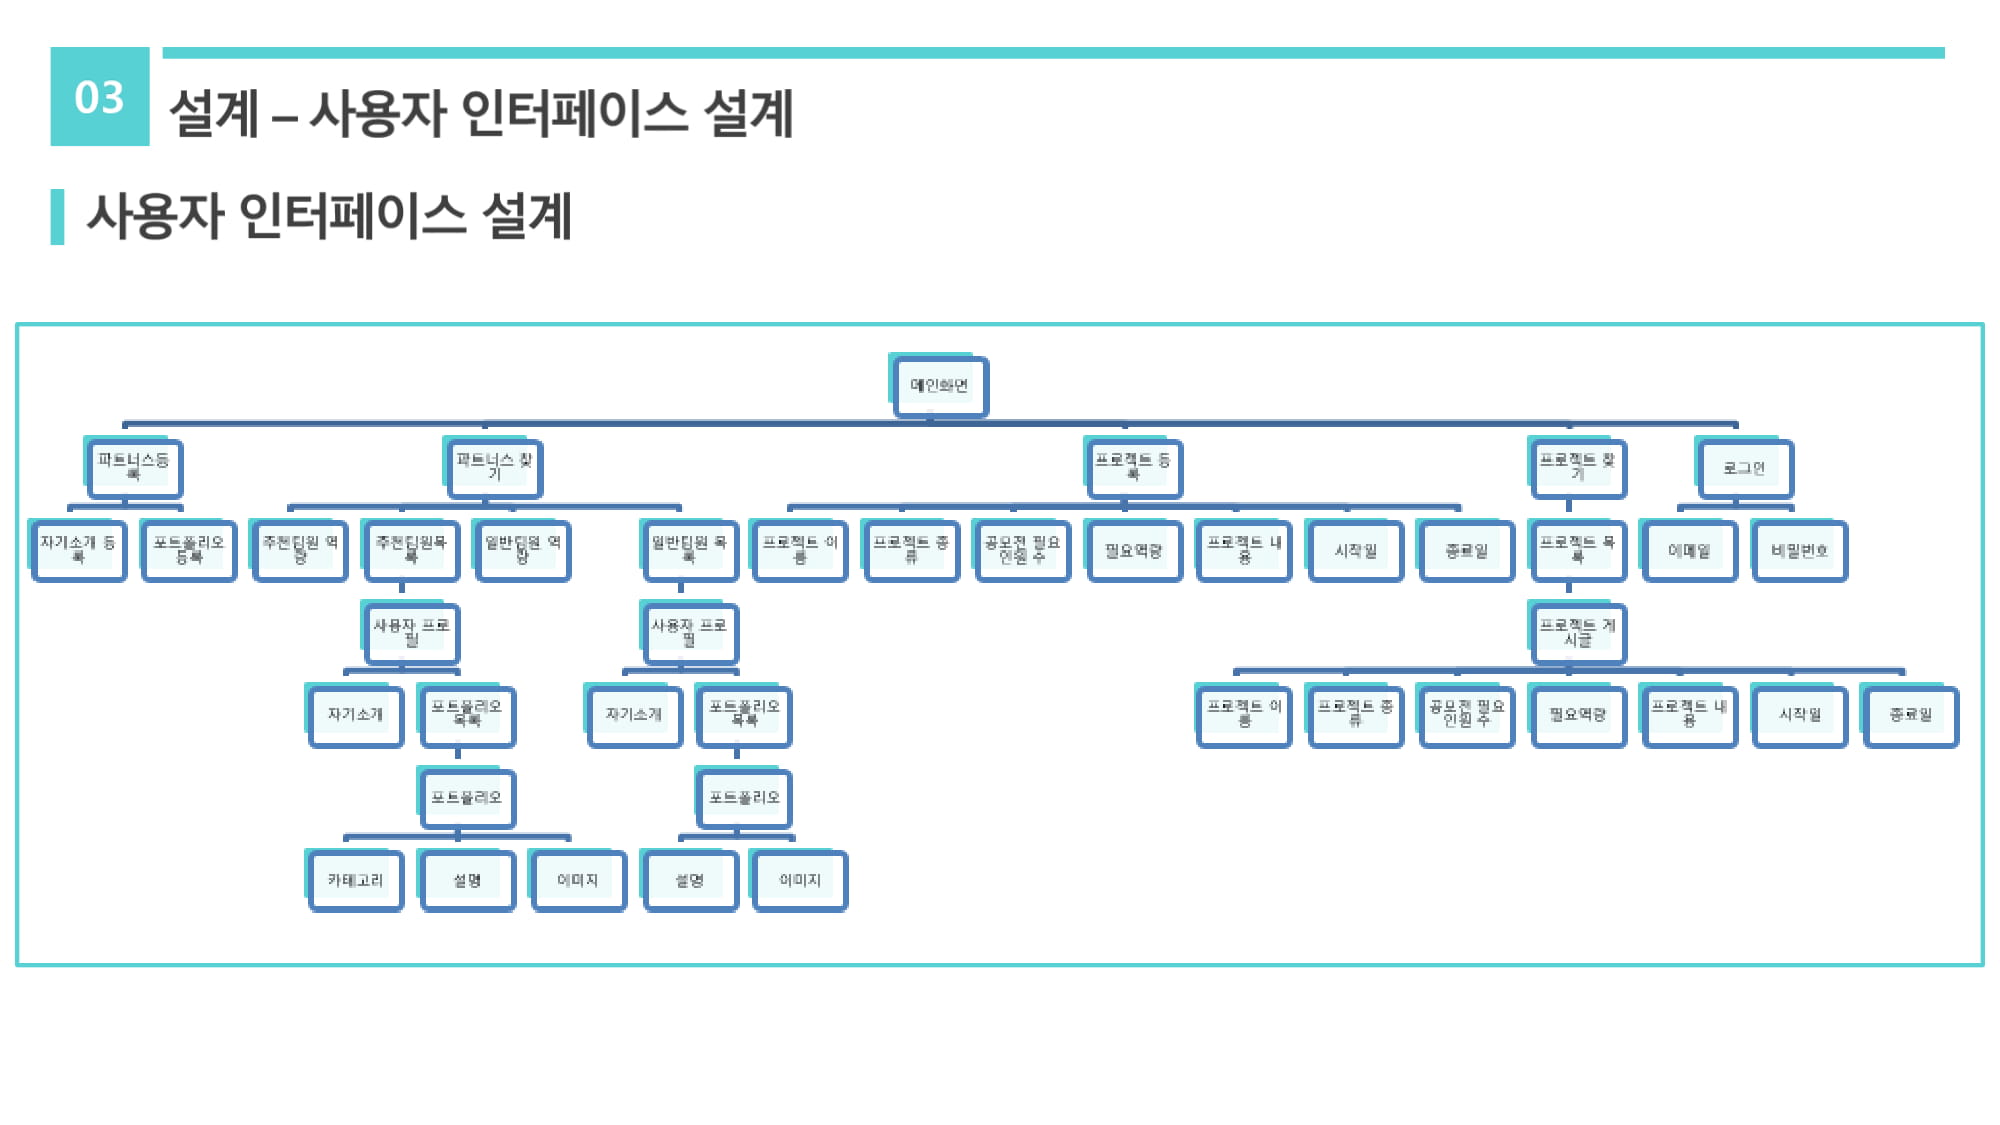 03
설계 – 사용자 인터페이스 설계
사용자 인터페이스 설계
메인화면
파트너스등
록
파트너스 찾
기
프로젝트 등
록
프로젝트 찾
기
로그인
자기소개 등
록
포트폴리오
등록
추천팀원 역
량
추천팀원목
록
일반팀원 역
량
일반팀원 목
록
프로젝트 이
름
프로젝트 종
류
공모전 필요
인원 수
필요역량
프로젝트 내
용
시작일
종료일
프로젝트 목
록
이메일
비밀번호
사용자 프로
필
사용자 프로
필
프로젝트 게
시글
자기소개
포트폴리오
목록
자기소개
포트폴리오
목록
프로젝트 이
름
프로젝트 종
류
공모전 필요
인원 수
필요역량
프로젝트 내
용
시작일
종료일
포트폴리오
포트폴리오
카테고리
설명
이미지
설명
이미지